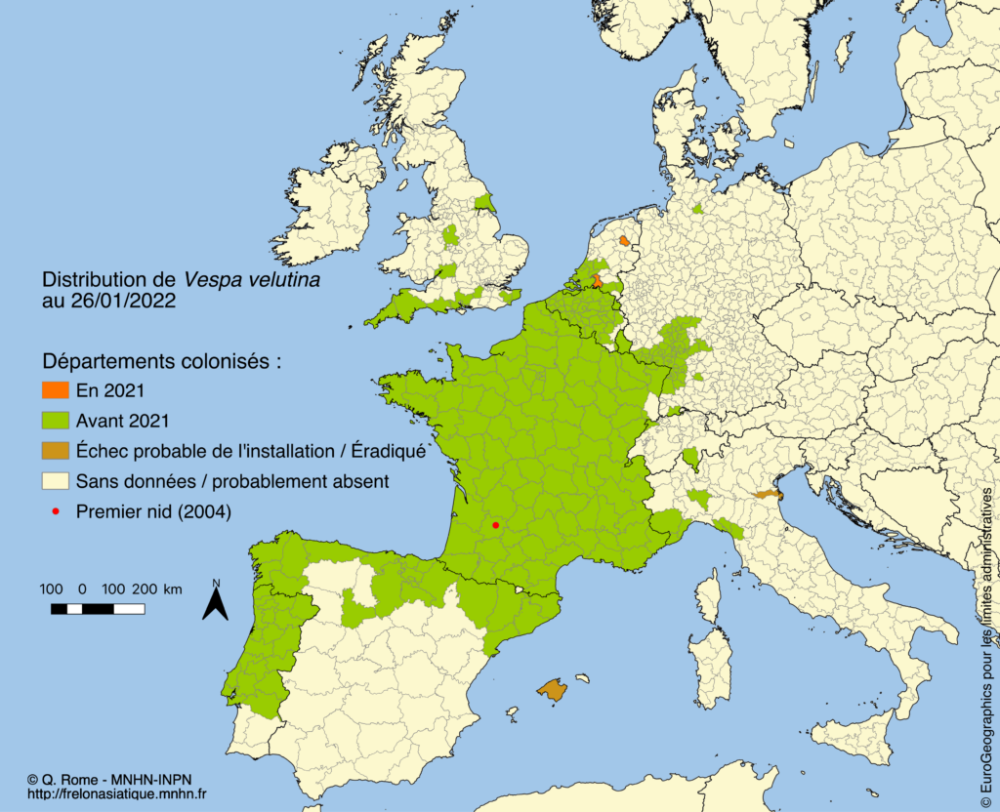 Distribution de Vespa velutina
au 26/01/2022
Départements colonisés :
En 2021
Avant 2021
Échec probable de l'installation / Éradiqué
Sans données / probablement absent
Premier nid (2004)
100 0 100 200 km
N
© Q. Rome - MNHN-INPN
http://frelonasiatique.mnhn.fr
© EuroGeographics pour les limites administratives